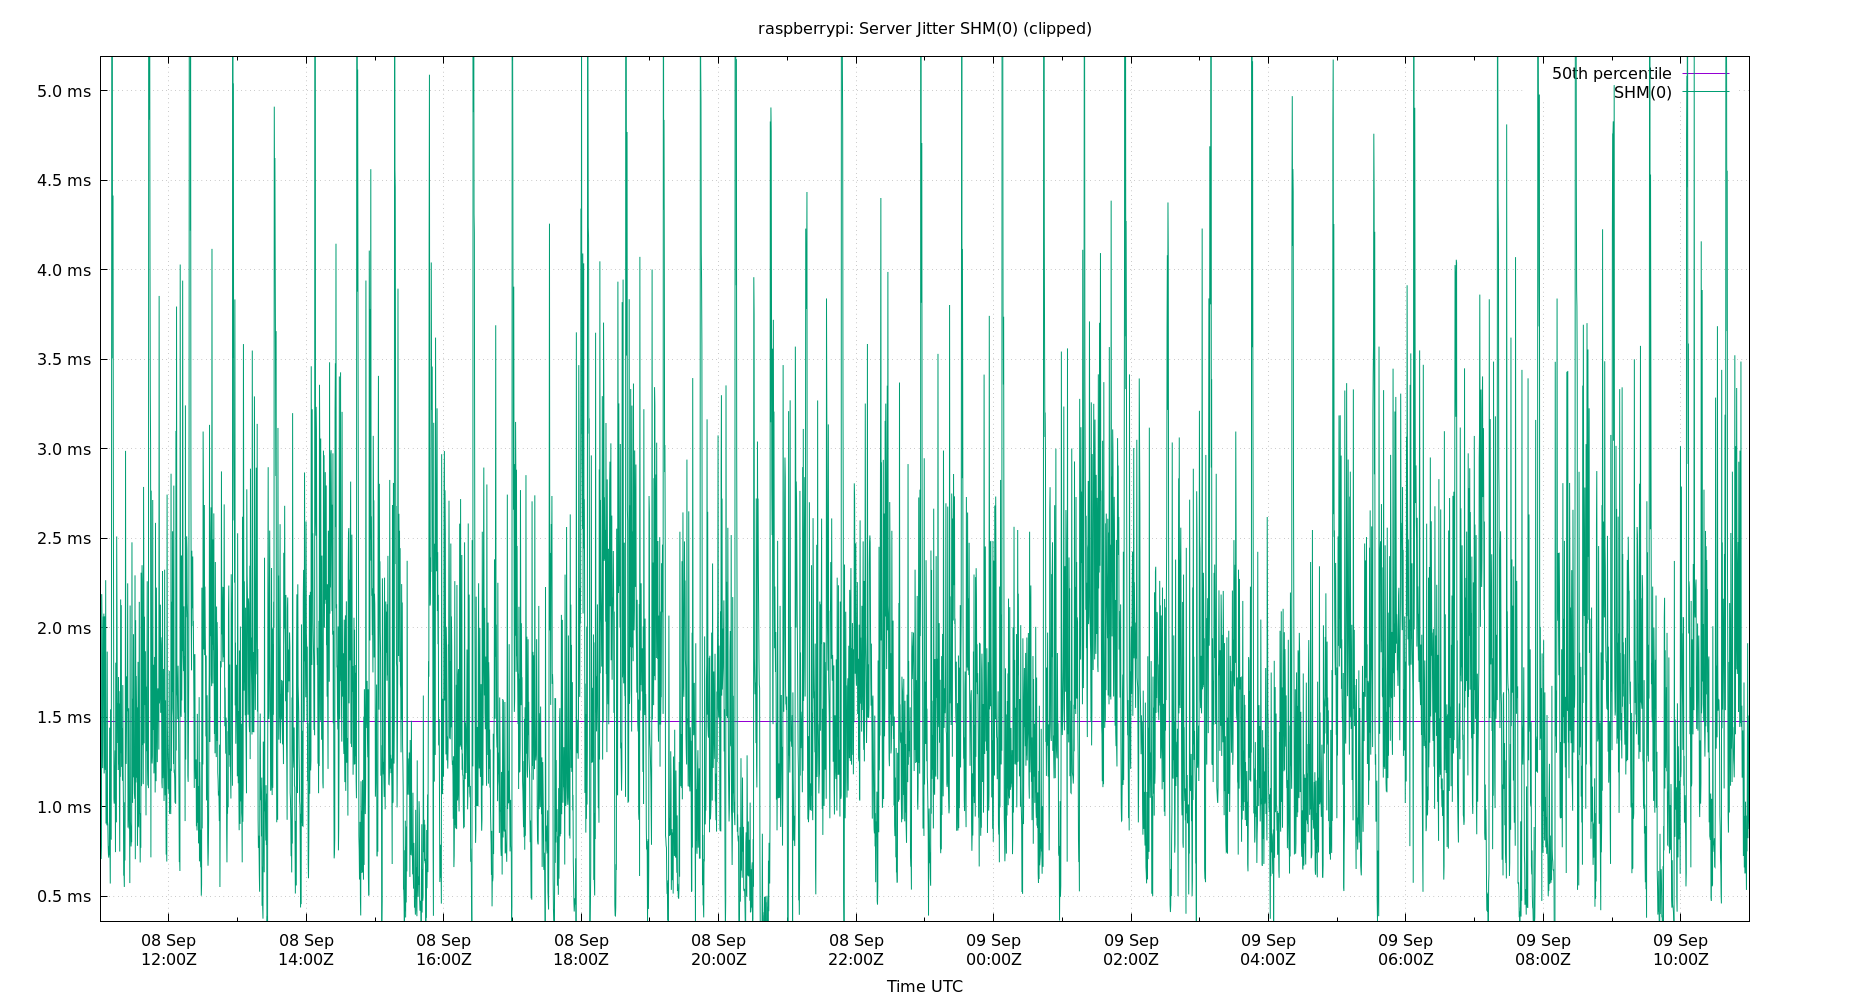 raspberrypi: Server Jitter SHM(0) (clipped)
50th percentile
SHM(0)
5.0 ms
4.5 ms
4.0 ms
3.5 ms
3.0 ms
2.5 ms
2.0 ms
1.5 ms
1.0 ms
0.5 ms
08 Sep 08 Sep 08 Sep 08 Sep 08 Sep 08 Sep 09 Sep 09 Sep 09 Sep 09 Sep 09 Sep 09 Sep
12:00Z 14:00Z 16:00Z 18:00Z 20:00Z 22:00Z 00:00Z 02:00Z 04:00Z 06:00Z 08:00Z 10:00Z
Time UTC